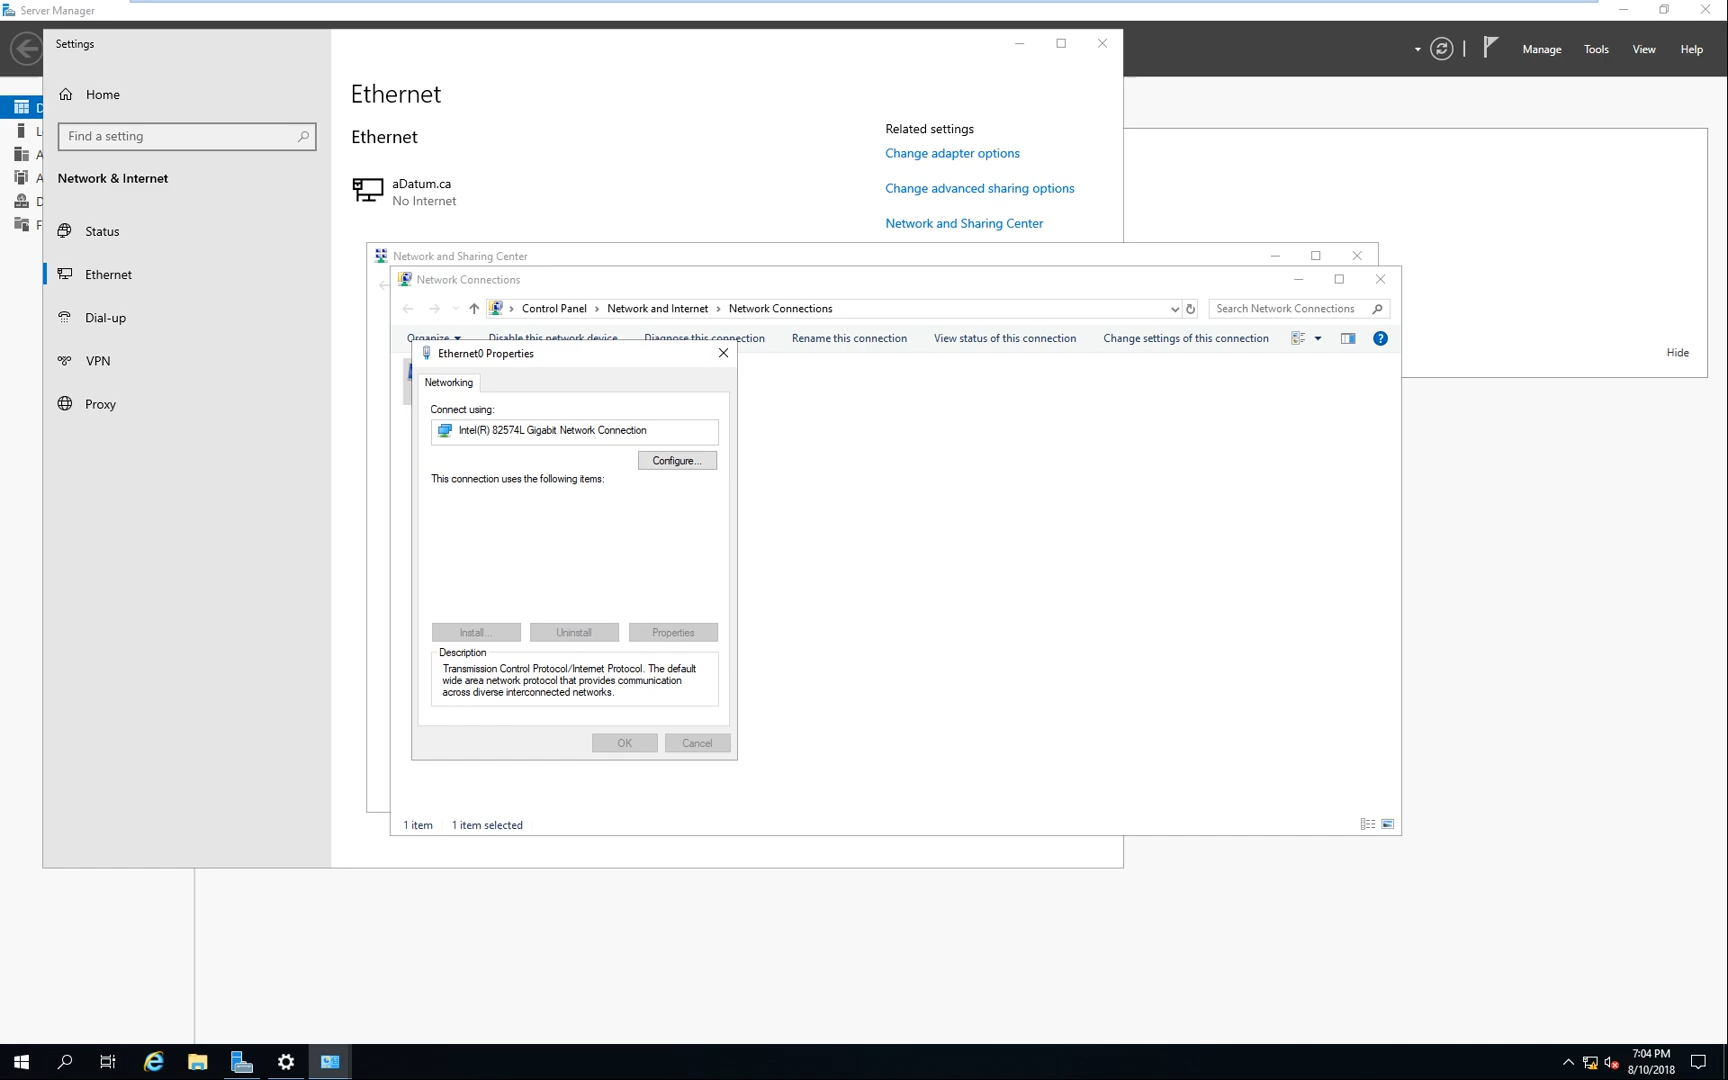 Server Manager
Manage
Tools
View
Help
Settings
Home
Find a setting
Network & Internet
Status
Ethernet
Dial-up
VPN
Proxy
Ethernet
Ethernet
aDatum.ca
No Internet
Related settings
Change adapter options
Change advanced sharing options
Network and Sharing Center
Hide
Network and Sharing Center
Network Connections
Control Panel > Network and Internet > Network Connections
Search Network Connections
Organize
Disable this network device
Diagnose this connection
Rename this connection
View status of this connection
Change settings of this connection
Ethernet0 Properties
Networking
Connect using:
Intel(R) 82574L Gigabit Network Connection
Configure...
This connection uses the following items:
Install...
Uninstall
Properties
Description
Transmission Control Protocol/Internet Protocol. The default
wide area network protocol that provides communication
across diverse interconnected networks.
OK
Cancel
1 item
1 item selected
7:04 PM
8/10/2018